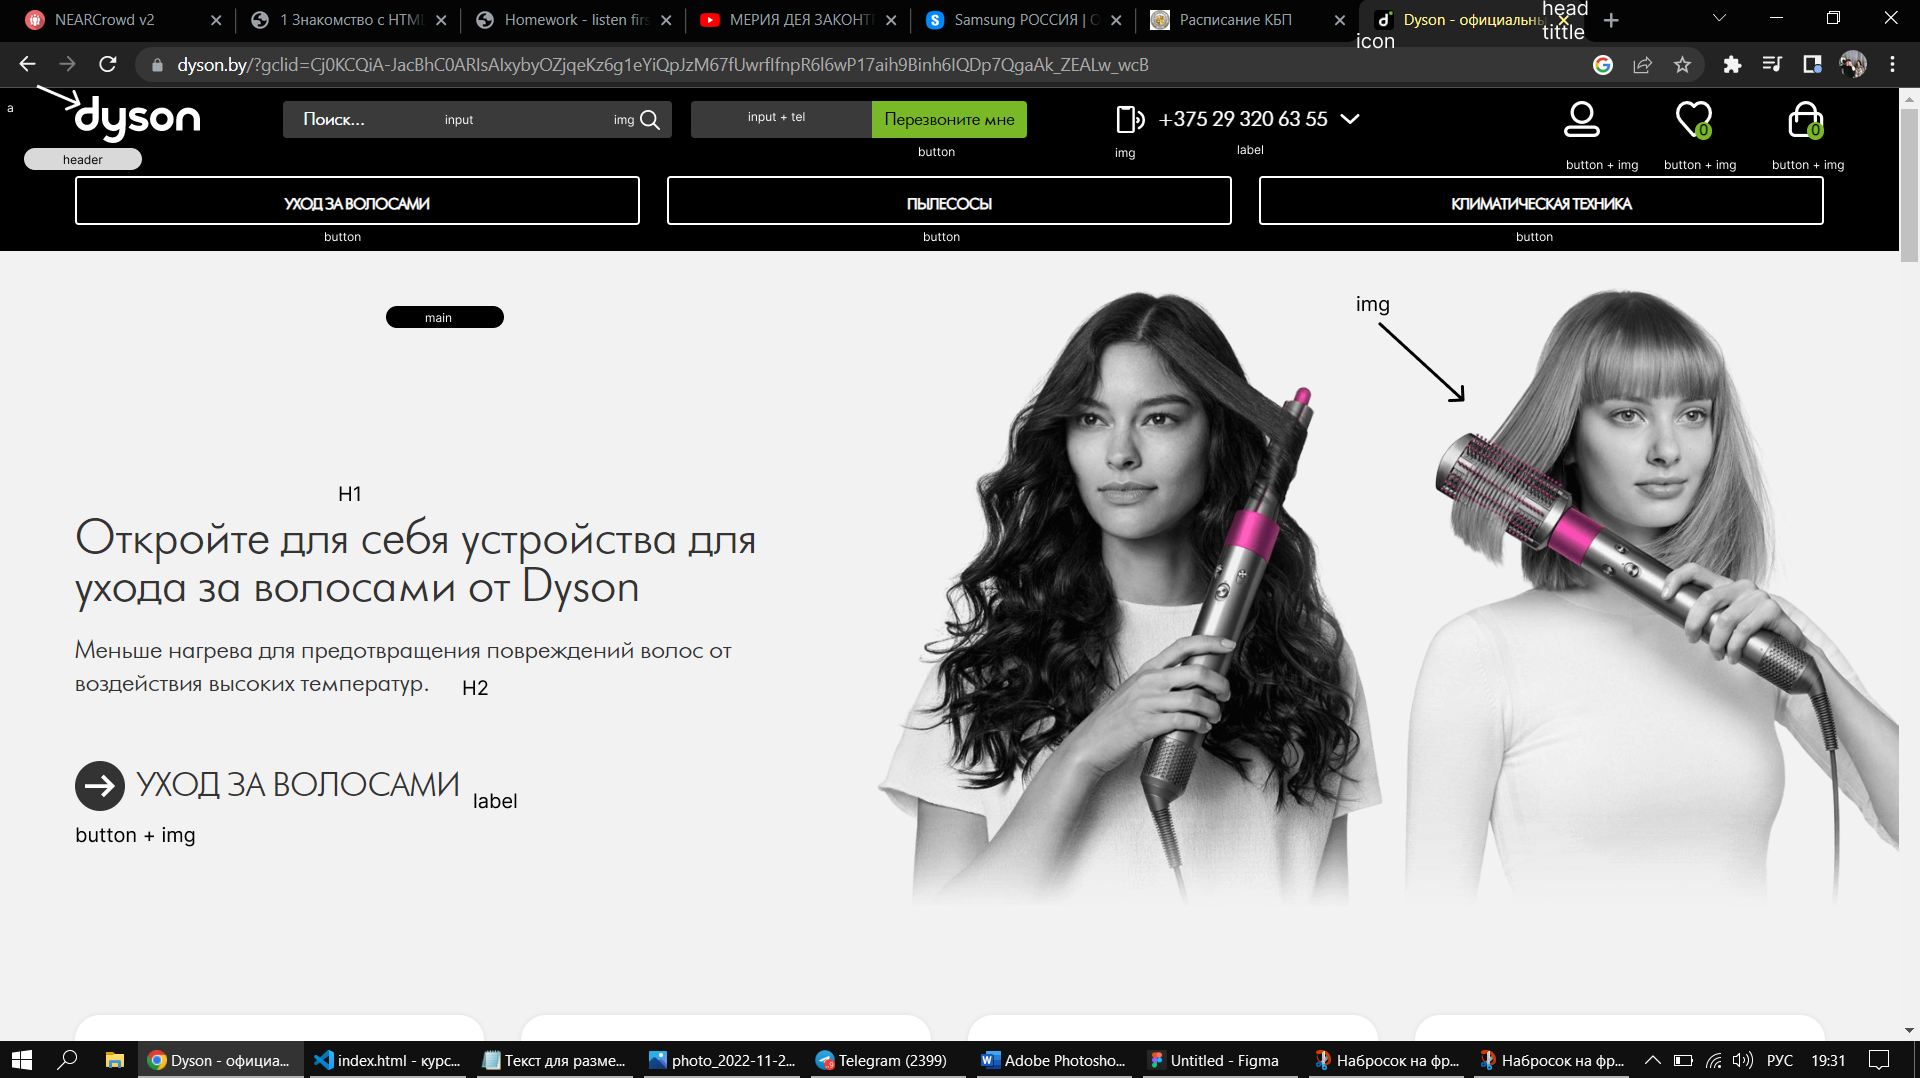 NEARCrowd v2
1 Знакомство с HTML
Homework - listen firs
МЕРИЯ ДЕЯ ЗАКОНТ
Samsung РОССИЯ | О
Расписание КБП
Dyson - официальны
head
tittle
icon
dyson.by/?gclid=Cj0KCQiA-JacBhC0ARIsAIxybyOZjqeKz6g1eYiQpJzM67fUwrfIfnpR6l6wP17aih9Binh6IQDp7QgaAk_ZEALw_wcB
a
dyson
Поиск...
input
img
input + tel
Перезвоните мне
+375 29 320 63 55
0
0
header
button
img
label
button + img
button + img
button + img
УХОД ЗА ВОЛОСАМИ
ПЫЛЕСОСЫ
КЛИМАТИЧЕСКАЯ ТЕХНИКА
button
button
button
main
img
H1
Откройте для себя устройства для
ухода за волосами от Dyson
Меньше нагрева для предотвращения повреждений волос от
воздействия высоких температур.
H2
УХОД ЗА ВОЛОСАМИ
label
button + img
Dyson - официа...
index.html - курс...
Текст для разме...
photo_2022-11-2...
Telegram (2399)
Adobe Photosho...
Untitled - Figma
Набросок на фр...
Набросок на фр...
РУС
19:31